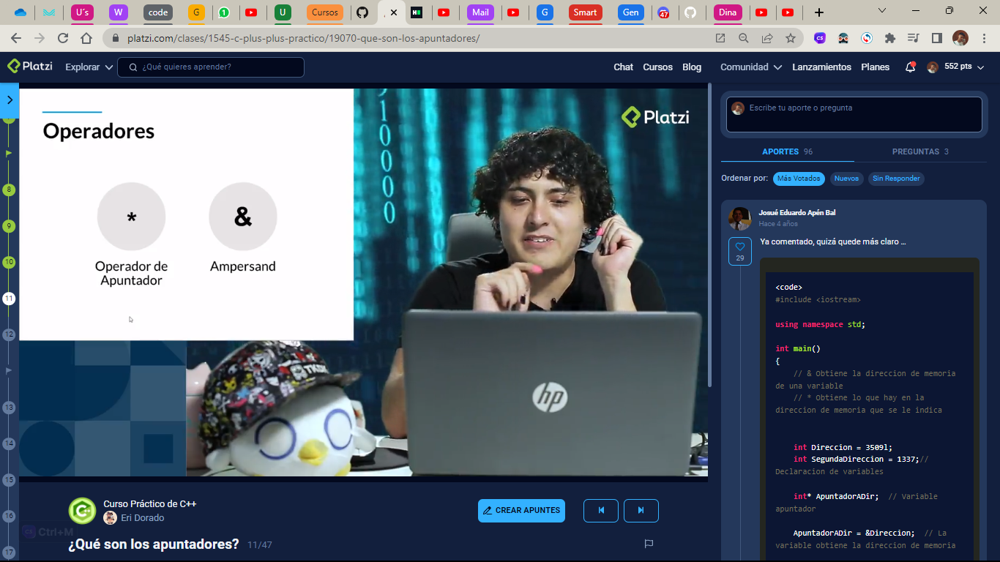 U's
W
code
G
1
U
Cursos
Mail
G
Smart
Gen
47
Dina
platzi.com/clases/1545-c-plus-plus-practico/19070-que-son-los-apuntadores/
Platzi
Explorar
¿Qué quieres aprender?
Chat
Cursos
Blog
Comunidad
Lanzamientos
Planes
552 pts
Operadores
*
&
Operador de
Apuntador
Ampersand
Platzi
hp
8
9
10
11
12
13
14
15
16
17
Ctrl+M
Curso Práctico de C++
Eri Dorado
CREAR APUNTES
¿Qué son los apuntadores? 11/47
Escribe tu aporte o pregunta
APORTES 96
PREGUNTAS 3
Ordenar por:
Más Votados
Nuevos
Sin Responder
Josué Eduardo Apén Bal
Hace 4 años
29
Ya comentado, quizá quede más claro …
<code>
#include <iostream>
using namespace std;
int main()
{
// & Obtiene la direccion de memoria
de una variable
// * Obtiene lo que hay en la
direccion de memoria que se le indica
int Direccion = 3509l;
int SegundaDireccion = 1337;//
Declaracion de variables
int* ApuntadorADir; // Variable
apuntador
ApuntadorADir = &Direccion; // La
variable obtiene la direccion de memoria